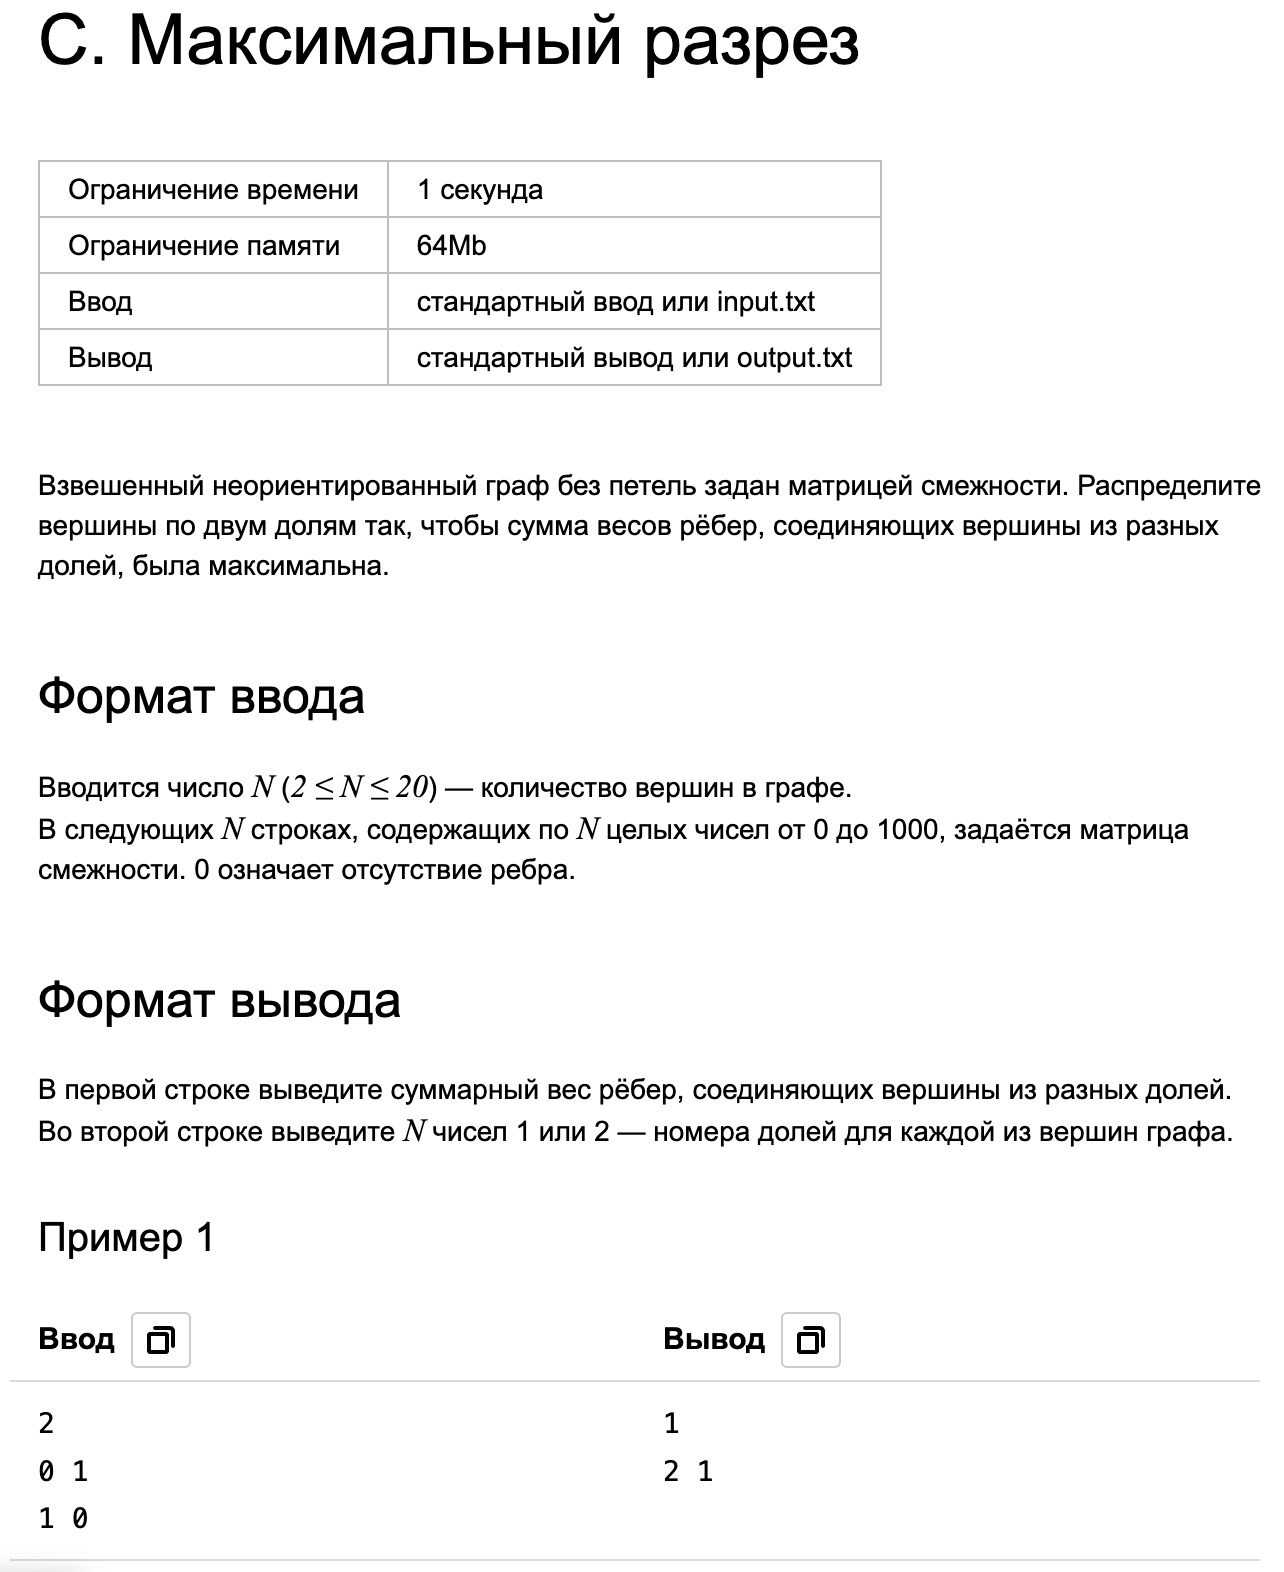 C. Максимальный разрез
Ограничение времени 1 секунда
Ограничение памяти 64Mb
Ввод стандартный ввод или input.txt
Вывод стандартный вывод или output.txt
Взвешенный неориентированный граф без петель задан матрицей смежности. Распределите
вершины по двум долям так, чтобы сумма весов рёбер, соединяющих вершины из разных
долей, была максимальна.
Формат ввода
Вводится число N (2 ≤ N ≤ 20) — количество вершин в графе.
В следующих N строках, содержащих по N целых чисел от 0 до 1000, задаётся матрица
смежности. 0 означает отсутствие ребра.
Формат вывода
В первой строке выведите суммарный вес рёбер, соединяющих вершины из разных долей.
Во второй строке выведите N чисел 1 или 2 — номера долей для каждой из вершин графа.
Пример 1
Ввод Вывод
2 1
0 1 2 1
1 0